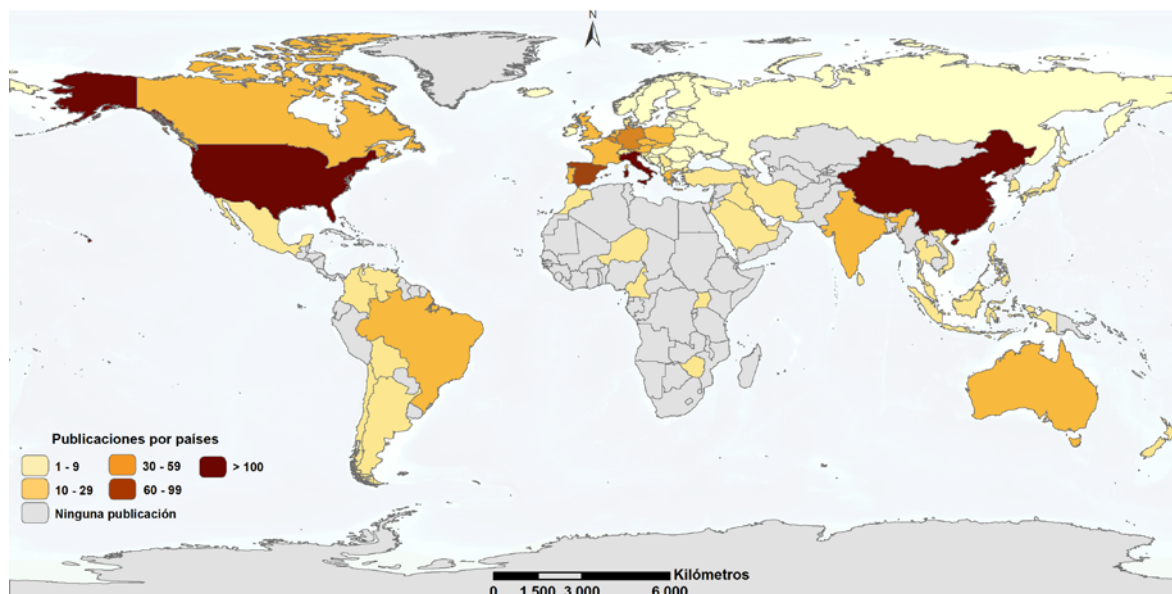 N
Publicaciones por países
1 - 9 30 - 59 > 100
10 - 29 60 - 99
Ninguna publicación
Kilómetros
0 1.500 3.000 6.000